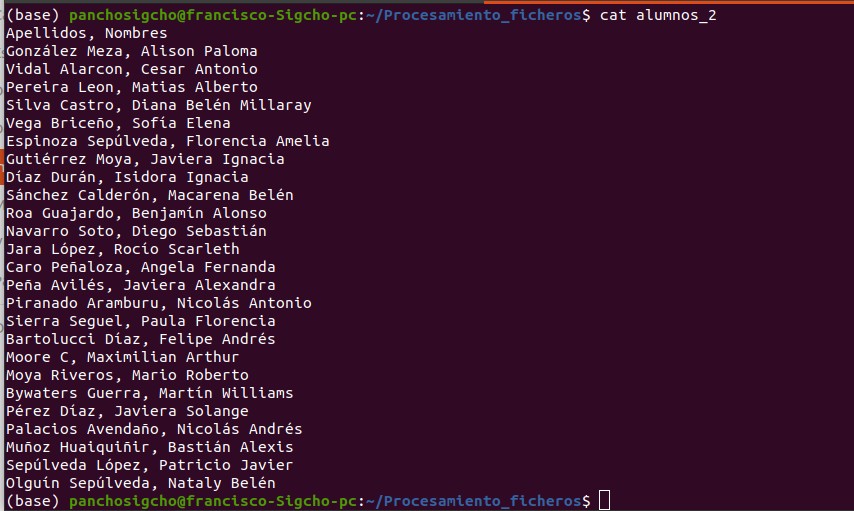 (base) panchosigcho@francisco-Sigcho-pc:~/Procesamiento_ficheros$ cat alumnos_2
Apellidos, Nombres
González Meza, Alison Paloma
Vidal Alarcon, Cesar Antonio
Pereira Leon, Matias Alberto
Silva Castro, Diana Belén Millaray
Vega Briceño, Sofía Elena
Espinoza Sepúlveda, Florencia Amelia
Gutiérrez Moya, Javiera Ignacia
Díaz Durán, Isidora Ignacia
Sánchez Calderón, Macarena Belén
Roa Guajardo, Benjamín Alonso
Navarro Soto, Diego Sebastián
Jara López, Rocio Scarleth
Caro Peñaloza, Angela Fernanda
Peña Avilés, Javiera Alexandra
Piranado Aramburu, Nicolás Antonio
Sierra Seguel, Paula Florencia
Bartolucci Díaz, Felipe Andrés
Moore C, Maximilian Arthur
Moya Riveros, Mario Roberto
Bywaters Guerra, Martín Williams
Pérez Díaz, Javiera Solange
Palacios Avendaño, Nicolás Andrés
Muñoz Huaiquiñir, Bastián Alexis
Sepúlveda López, Patricio Javier
Olguín Sepúlveda, Nataly Belén
(base) panchosigcho@francisco-Sigcho-pc:~/Procesamiento_ficheros$